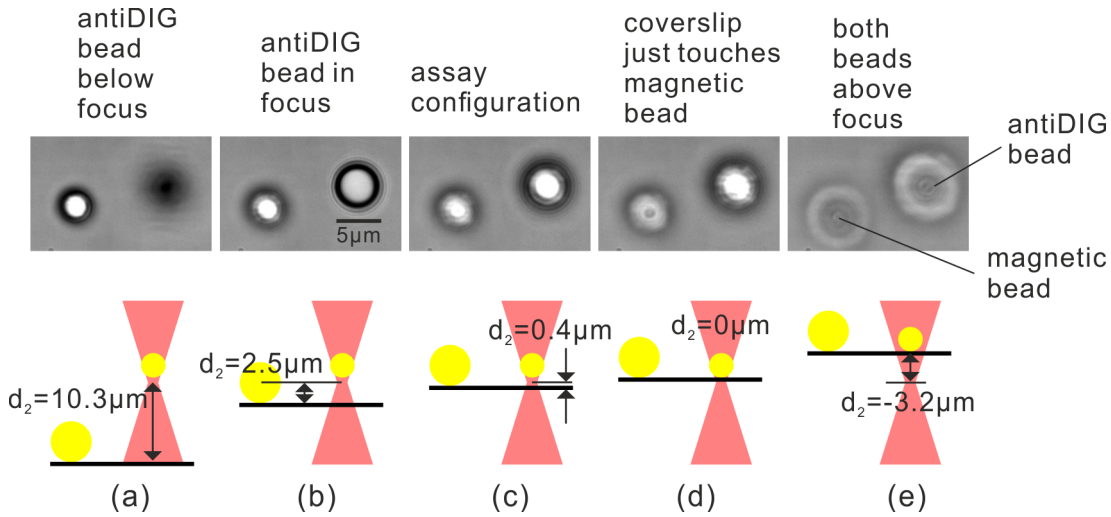 antiDIG
bead
below
focus
antiDIG
bead in
focus
assay
configuration
coverslip
just touches
magnetic
bead
both
beads
above
focus
antiDIG
bead
5μm
magnetic
bead
d₂=10.3μm
d₂=2.5μm
d₂=0.4μm
d₂=0μm
d₂=-3.2μm
(a)
(b)
(c)
(d)
(e)